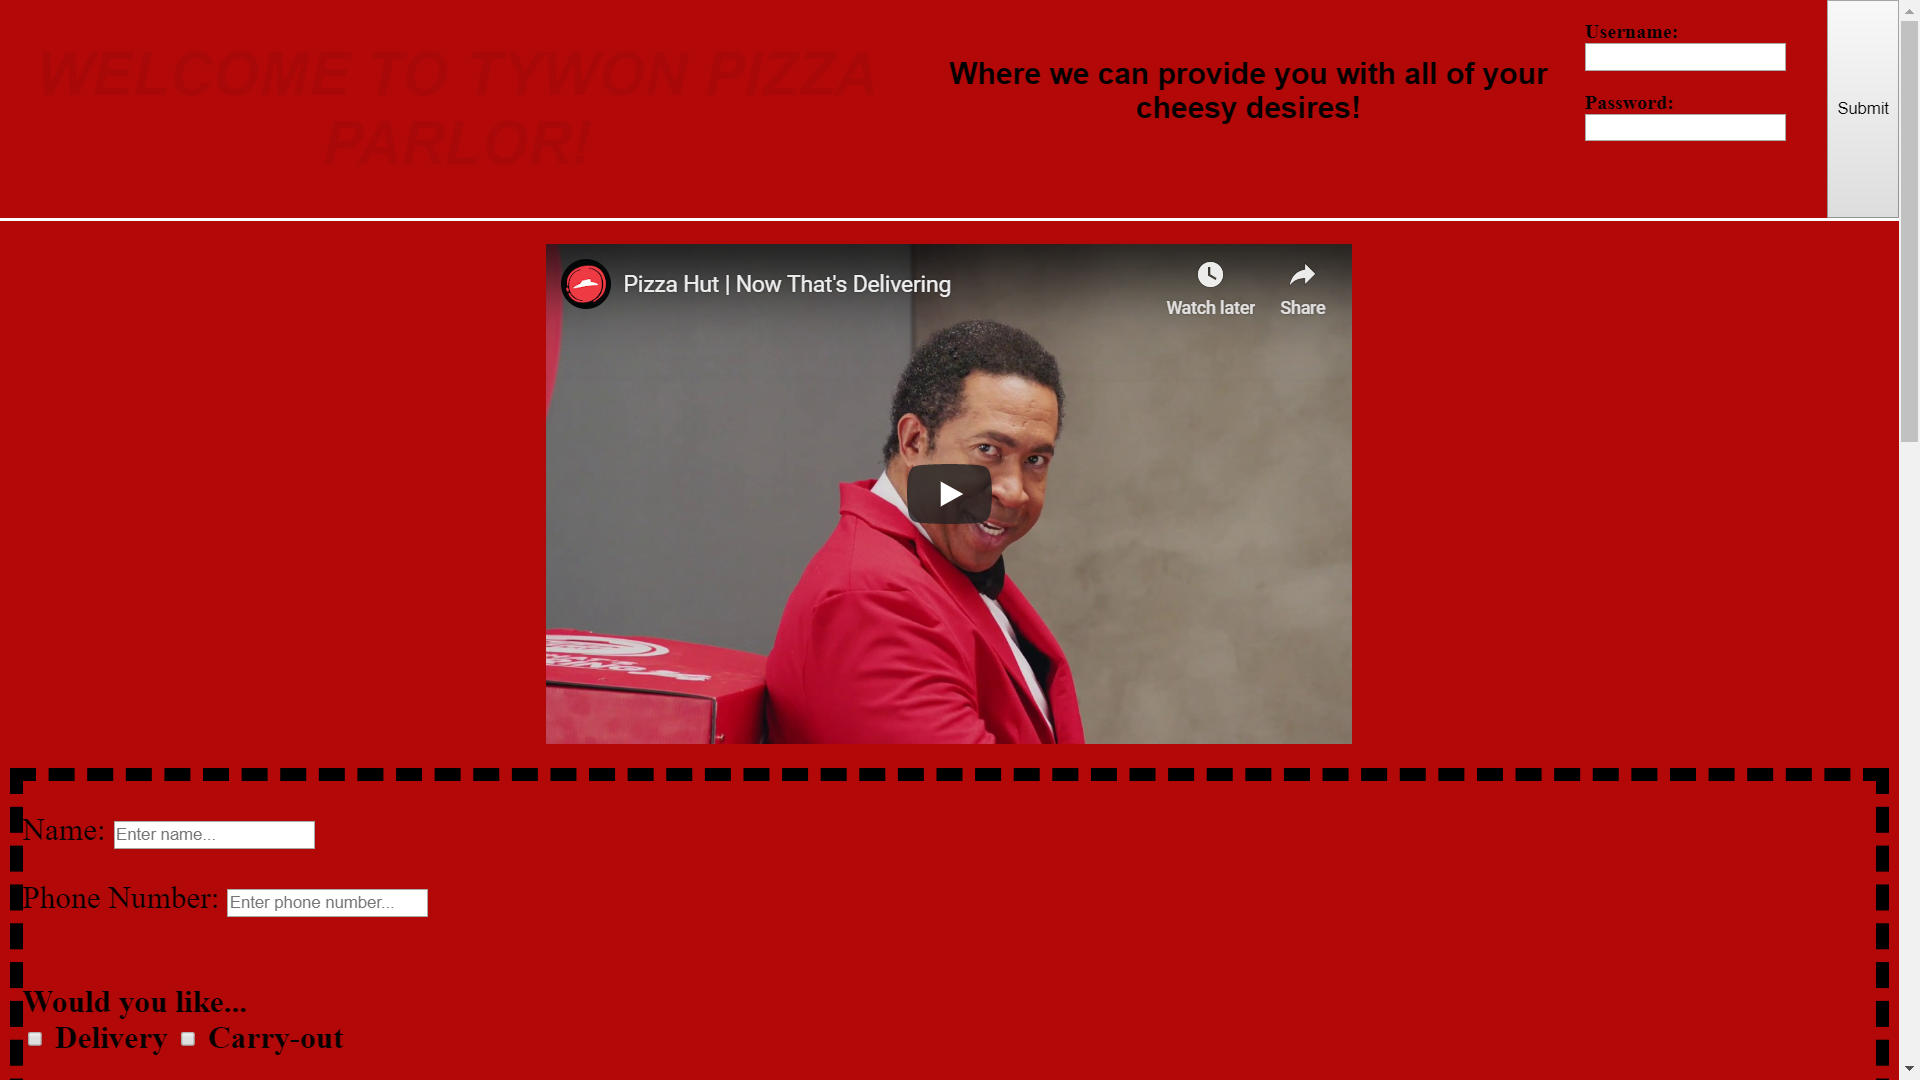 WELCOME TO TYWON PIZZA
PARLOR!
Where we can provide you with all of your
cheesy desires!
Username:
Password:
Submit
Pizza Hut | Now That's Delivering
Watch later
Share
Name: Enter name...
Phone Number: Enter phone number...
Would you like...
Delivery Carry-out